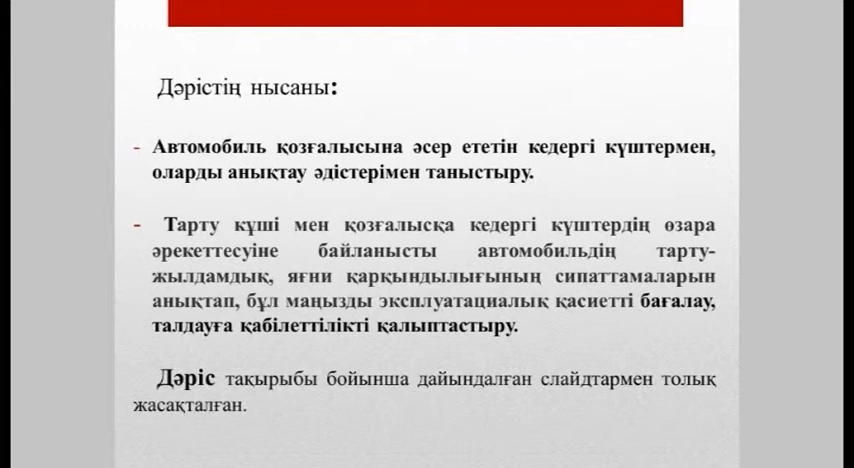 Дәрістің нысаны:
- Автомобиль қозғалысына әсер ететін кедергі күштермен,
оларды анықтау әдістерімен таныстыру.
- Тарту күші мен қозғалысқа кедергі күштердің өзара
әрекеттесуіне байланысты автомобильдің тарту-
жылдамдық, яғни қарқындылығының сипаттамаларын
анықтап, бұл маңызды эксплуатациалық қасиетті бағалау,
талдауға қабілеттілікті қалыптастыру.
Дәріс тақырыбы бойынша дайындалған слайдтармен толық
жасақталған.